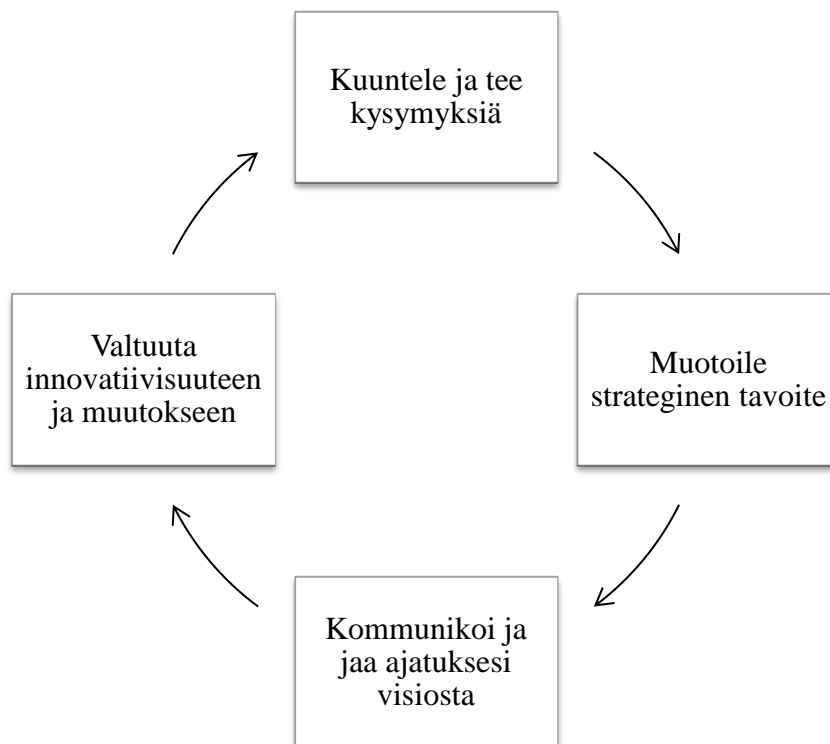 Kuuntele ja tee
kysymyksiä
Muotoile
strateginen tavoite
Kommunikoi ja
jaa ajatuksesi
visiosta
Valtuuta
innovatiivisuuteen
ja muutokseen